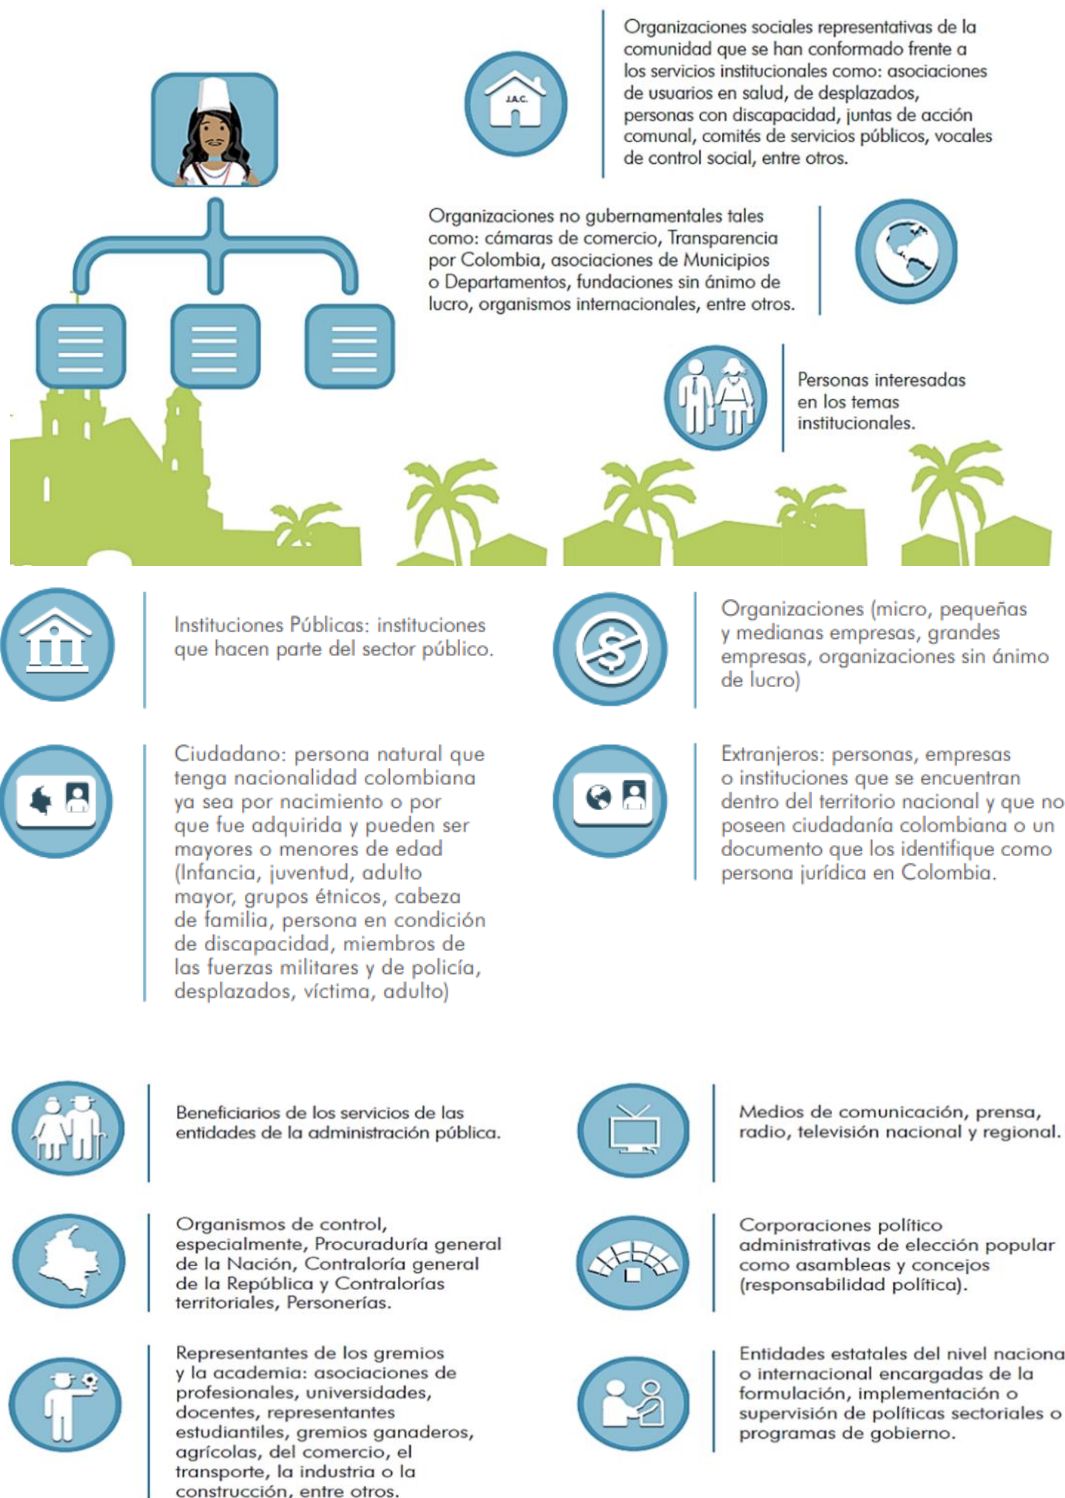 Organizaciones sociales representativas de la
comunidad que se han conformado frente a
los servicios institucionales como: asociaciones
de usuarios en salud, de desplazados,
personas con discapacidad, juntas de acción
comunal, comités de servicios públicos, vocales
de control social, entre otros.
J.A.C.
Organizaciones no gubernamentales tales
como: cámaras de comercio, Transparencia
por Colombia, asociaciones de Municipios
o Departamentos, fundaciones sin ánimo de
lucro, organismos internacionales, entre otros.
Personas interesadas
en los temas
institucionales.
Instituciones Públicas: instituciones
que hacen parte del sector público.
Organizaciones (micro, pequeñas
y medianas empresas, grandes
empresas, organizaciones sin ánimo
de lucro)
$
Ciudadano: persona natural que
tenga nacionalidad colombiana
ya sea por nacimiento o por
que fue adquirida y pueden ser
mayores o menores de edad
(Infancia, juventud, adulto
mayor, grupos étnicos, cabeza
de familia, persona en condición
de discapacidad, miembros de
las fuerzas militares y de policía,
desplazados, víctima, adulto)
Extranjeros: personas, empresas
o instituciones que se encuentran
dentro del territorio nacional y que no
poseen ciudadanía colombiana o un
documento que los identifique como
persona jurídica en Colombia.
Beneficiarios de los servicios de las
entidades de la administración pública.
Medios de comunicación, prensa,
radio, televisión nacional y regional.
Organismos de control,
especialmente, Procuraduría general
de la Nación, Contraloría general
de la República y Contralorías
territoriales, Personerías.
Corporaciones político
administrativas de elección popular
como asambleas y concejos
(responsabilidad política).
Representantes de los gremios
y la academia: asociaciones de
profesionales, universidades,
docentes, representantes
estudiantiles, gremios ganaderos,
agrícolas, del comercio, el
transporte, la industria o la
construcción, entre otros.
Entidades estatales del nivel naciona
o internacional encargadas de la
formulación, implementación o
supervisión de políticas sectoriales o
programas de gobierno.